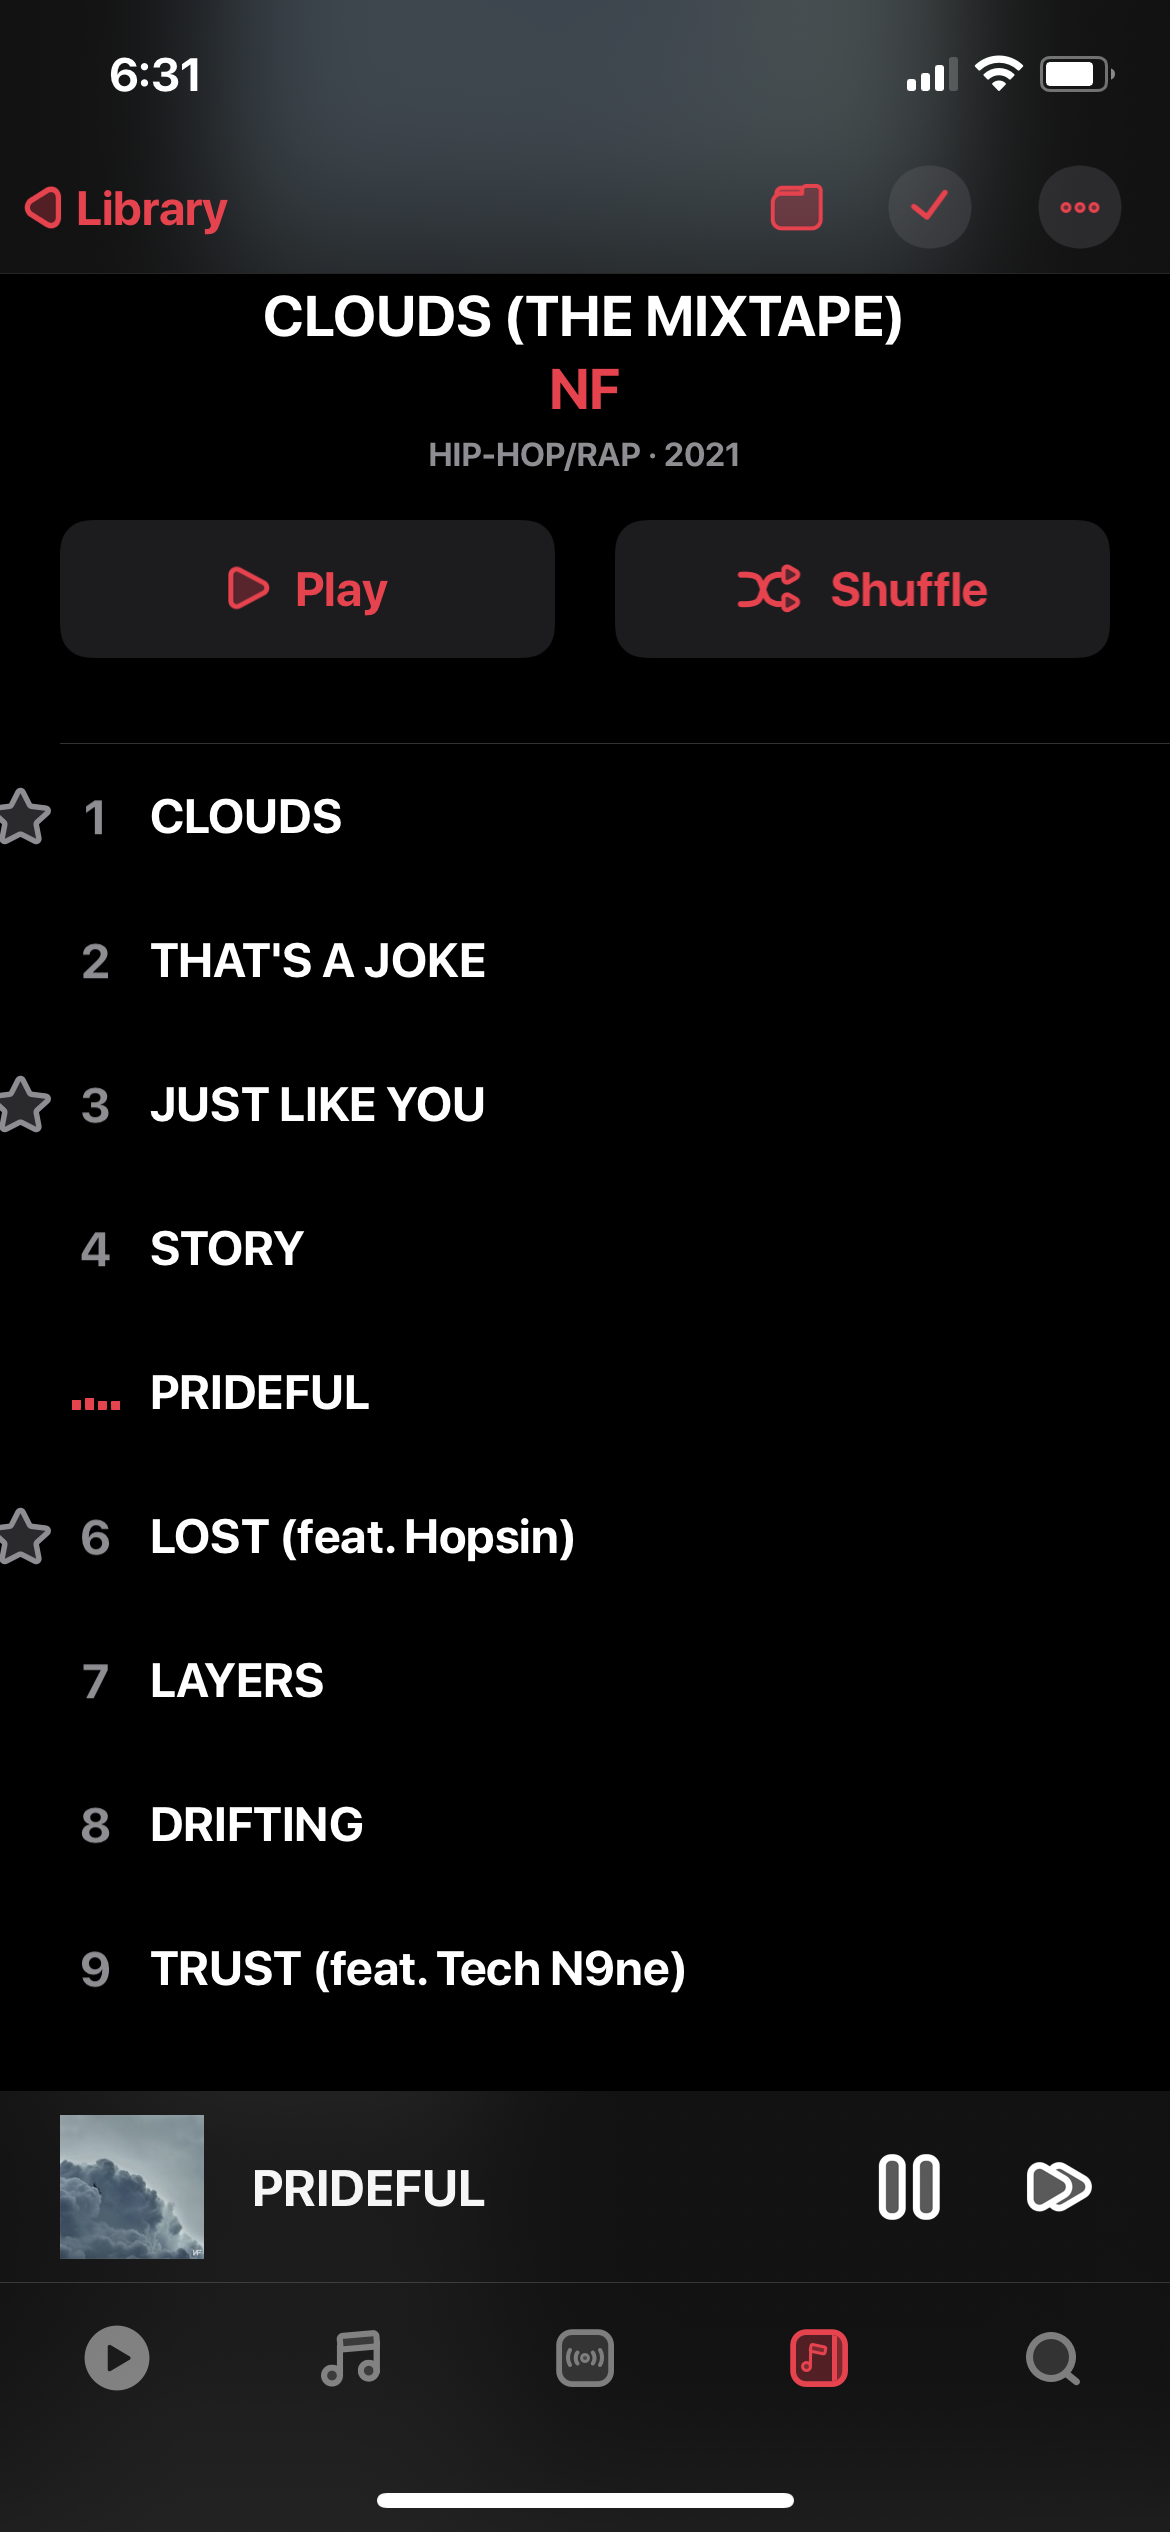 6:31
Library
CLOUDS (THE MIXTAPE)
NF
HIP-HOP/RAP · 2021
Play
Shuffle
1 CLOUDS
2 THAT'S A JOKE
3 JUST LIKE YOU
4 STORY
PRIDEFUL
6 LOST (feat. Hopsin)
7 LAYERS
8 DRIFTING
9 TRUST (feat. Tech N9ne)
NF
PRIDEFUL